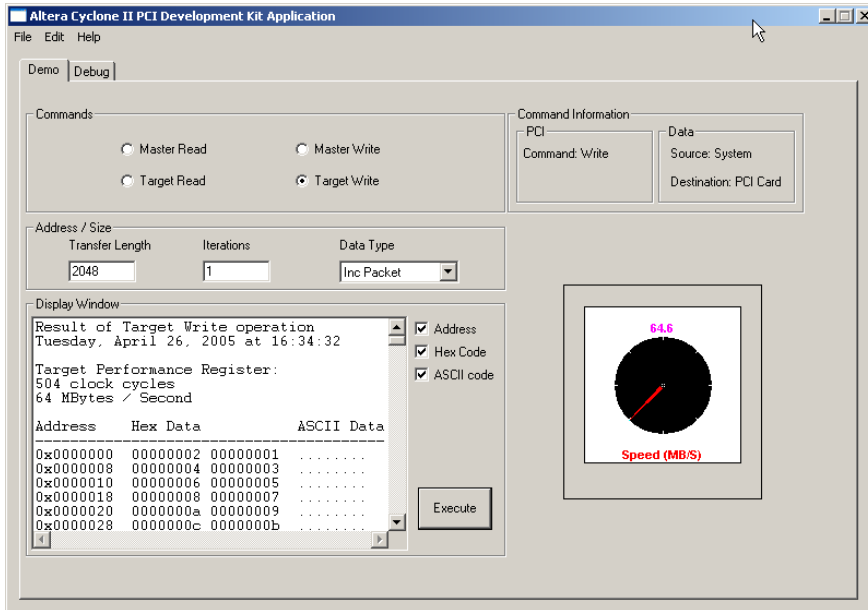 Altera Cyclone II PCI Development Kit Application
File Edit Help
Demo Debug
Commands
Master Read Master Write
Target Read Target Write
Command Information
PCI
Command: Write
Data
Source: System
Destination: PCI Card
Address / Size
Transfer Length Iterations Data Type
2048 1 Inc Packet
Display Window
Result of Target Write operation
Tuesday, April 26, 2005 at 16:34:32
Target Performance Register:
504 clock cycles
64 MBytes / Second
Address Hex Data ASCII Data
----------------------------------------
0x0000000 00000002 00000001 ........
0x0000008 00000004 00000003 ........
0x0000010 00000006 00000005 ........
0x0000018 00000008 00000007 ........
0x0000020 0000000a 00000009 ........
0x0000028 0000000c 0000000b ........
Address
Hex Code
ASCII code
Execute
64.6
Speed (MB/S)